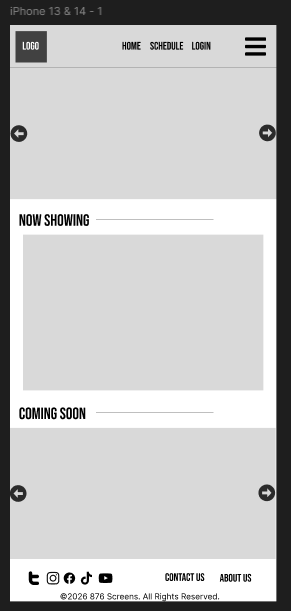 iPhone 13 & 14 - 1
LOGO HOME SCHEDULE LOGIN
NOW SHOWING
COMING SOON
CONTACT US ABOUT US
©2026 876 Screens. All Rights Reserved.